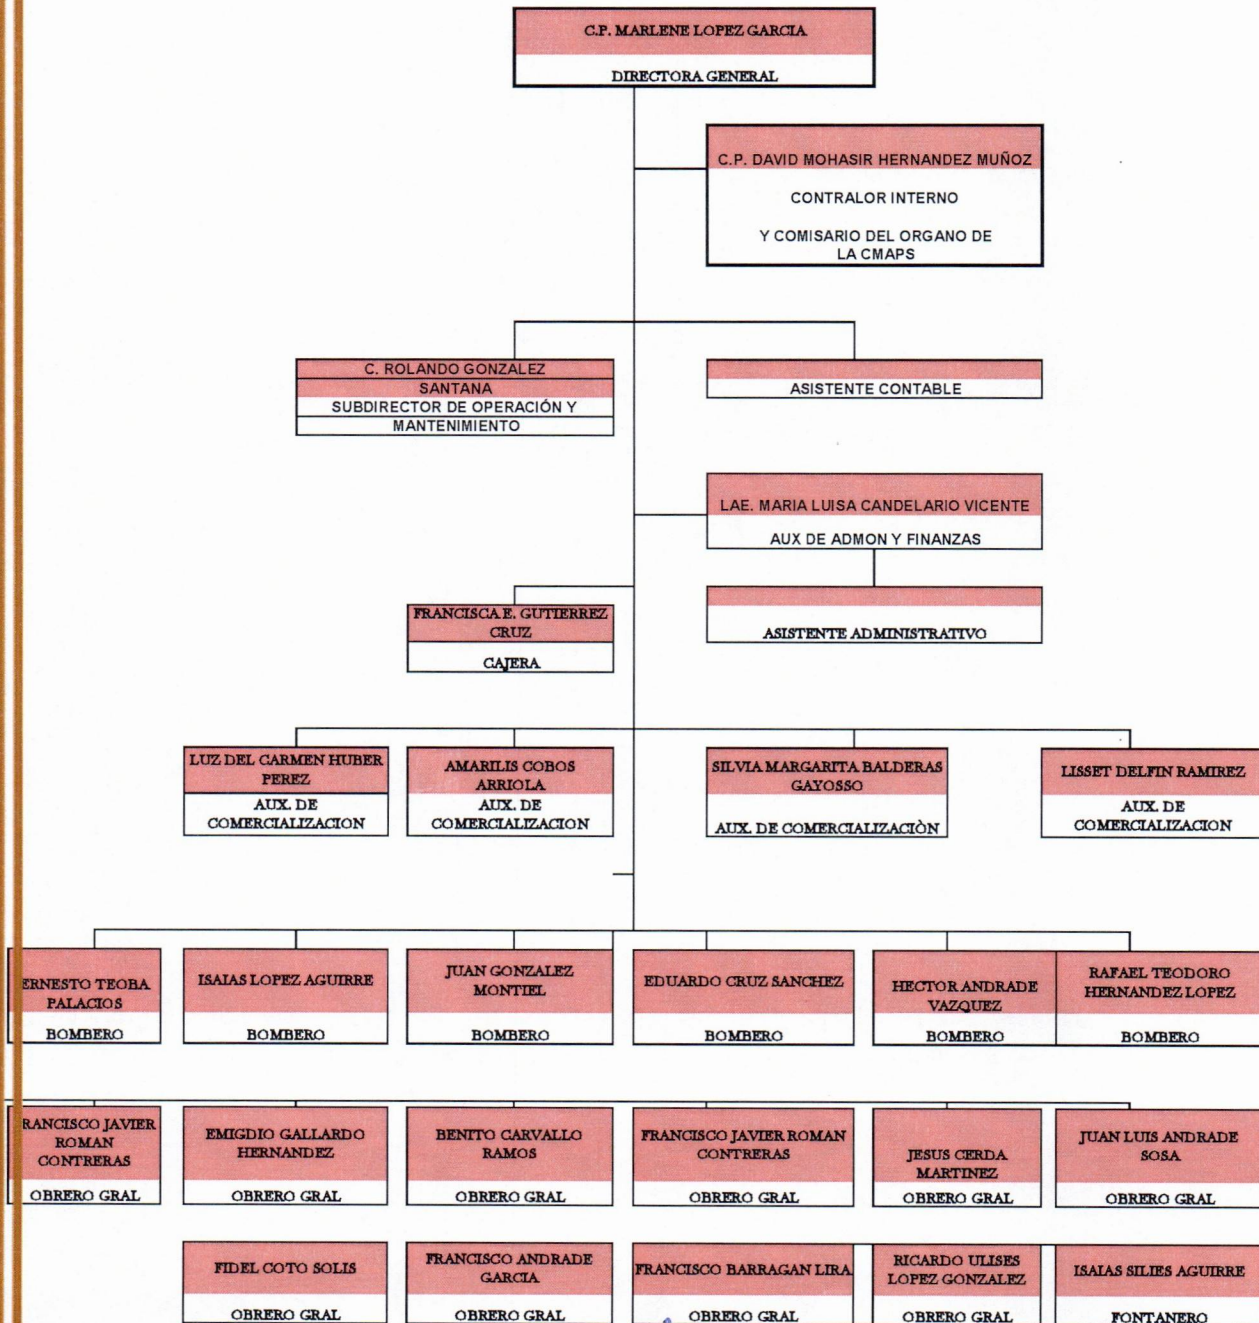 C.P. MARLENE LOPEZ GARCIA
DIRECTORA GENERAL
C.P. DAVID MOHASIR HERNANDEZ MUÑOZ
CONTRALOR INTERNO
Y COMISARIO DEL ORGANO DE
LA CMAPS
C. ROLANDO GONZALEZ
SANTANA
SUBDIRECTOR DE OPERACIÓN Y
MANTENIMIENTO
ASISTENTE CONTABLE
LAE. MARIA LUISA CANDELARIO VICENTE
AUX DE ADMON Y FINANZAS
FRANCISCA E. GUTIERREZ
CRUZ
CAJERA
ASISTENTE ADMINISTRATIVO
LUZ DEL CARMEN HUBER
PEREZ
AUX. DE
COMERCIALIZACION
AMARILIS COBOS
ARRIOLA
AUX. DE
COMERCIALIZACION
SILVIA MARGARITA BALDERAS
GAYOSSO
AUX. DE COMERCIALIZACIÒN
LISSET DELFIN RAMIREZ
AUX. DE
COMERCIALIZACION
ERNESTO TEOBA
PALACIOS
BOMBERO
ISAIAS LOPEZ AGUIRRE
BOMBERO
JUAN GONZALEZ
MONTIEL
BOMBERO
EDUARDO CRUZ SANCHEZ
BOMBERO
HECTOR ANDRADE
VAZQUEZ
BOMBERO
RAFAEL TEODORO
HERNANDEZ LOPEZ
BOMBERO
RANCISCO JAVIER
ROMAN
CONTRERAS
OBRERO GRAL
EMIGDIO GALLARDO
HERNANDEZ
OBRERO GRAL
BENITO CARVALLO
RAMOS
OBRERO GRAL
FRANCISCO JAVIER ROMAN
CONTRERAS
OBRERO GRAL
JESUS CERDA
MARTINEZ
OBRERO GRAL
JUAN LUIS ANDRADE
SOSA
OBRERO GRAL
FIDEL COTO SOLIS
OBRERO GRAL
FRANCISCO ANDRADE
GARCIA
OBRERO GRAL
FRANCISCO BARRAGAN LIRA
OBRERO GRAL
RICARDO ULISES
LOPEZ GONZALEZ
OBRERO GRAL
ISAIAS SILIES AGUIRRE
FONTANERO